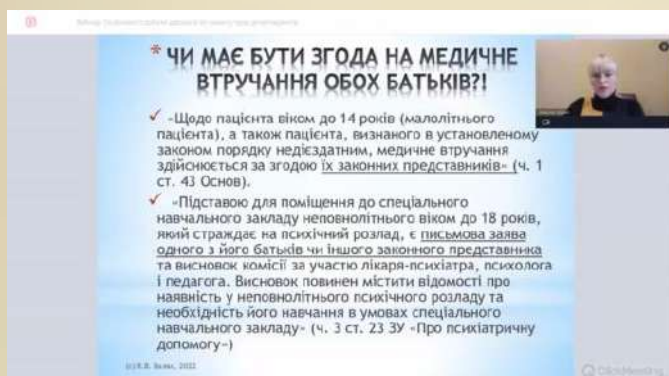 * ЧИ МАЄ БУТИ ЗГОДА НА МЕДИЧНЕ
ВТРУЧАННЯ ОБОХ БАТЬКІВ?!
✓ «Щодо пацієнта віком до 14 років (малолітнього
пацієнта), а також пацієнта, визнаного в установленому
законом порядку недієздатним, медичне втручання
здійснюється за згодою їх законних представників» (ч. 1
ст. 43 Основ).
✓ «Підставою для поміщення до спеціального
навчального закладу неповнолітнього віком до 18 років,
який страждає на психічний розлад, є письмова заява
одного з його батьків чи іншого законного представника
та висновок комісії за участю лікаря-психіатра, психолога
і педагога. Висновок повинен містити відомості про
наявність у неповнолітнього психічного розладу та
необхідність його навчання в умовах спеціального
навчального закладу» (ч. 3 ст. 23 ЗУ «Про психіатричну
допомогу»)
2022
ClickMeeting